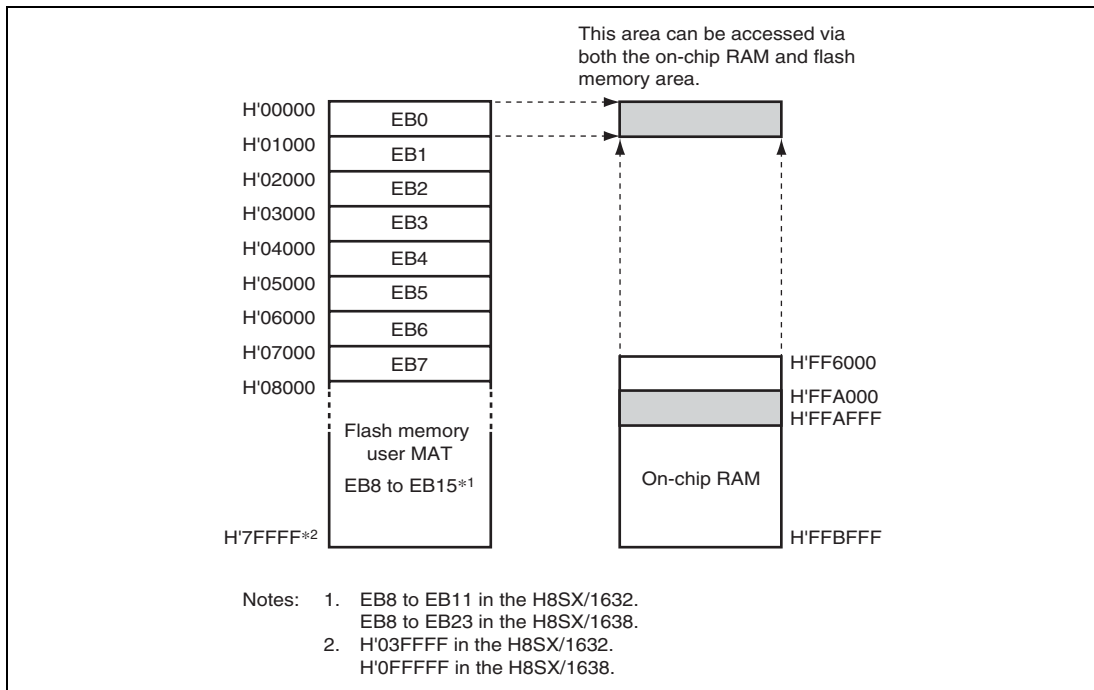 This area can be accessed via
both the on-chip RAM and flash
memory area.
H'00000
EB0
H'01000
EB1
H'02000
EB2
H'03000
EB3
H'04000
EB4
H'05000
EB5
H'06000
EB6
H'07000
EB7
H'08000
Flash memory
user MAT
EB8 to EB15*1
H'7FFFF*2
H'FF6000
H'FFA000
H'FFAFFF
On-chip RAM
H'FFBFFF
Notes: 1. EB8 to EB11 in the H8SX/1632.
EB8 to EB23 in the H8SX/1638.
2. H'03FFFF in the H8SX/1632.
H'0FFFFF in the H8SX/1638.